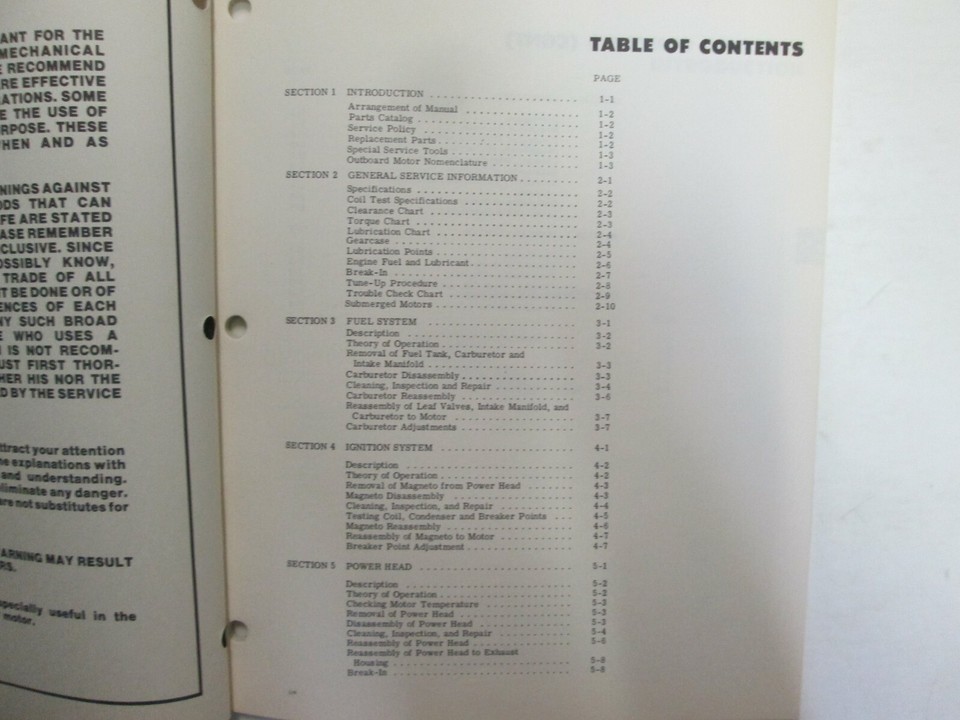 ANT FOR THE
MECHANICAL
RECOMMEND
RE EFFECTIVE
ATIONS. SOME
E THE USE OF
RPOSE. THESE
HEN AND AS
NINGS AGAINST
ODS THAT CAN
FE ARE STATED
ASE REMEMBER
CLUSIVE. SINCE
OSSIBLY KNOW,
TRADE OF ALL
T BE DONE OR OF
ENCES OF EACH
NY SUCH BROAD
E WHO USES A
IS NOT RECOM-
UST FIRST THOR-
HER HIS NOR THE
D BY THE SERVICE
ttract your attention
he explanations with
and understanding.
liminate any danger.
are not substitutes for
ARNING MAY RESULT
RS.
specially useful in the
motor.
TABLE OF CONTENTS
PAGE
SECTION 1 INTRODUCTION 1-1
Arrangement of Manual 1-2
Parts Catalog 1-2
Service Policy 1-2
Replacement Parts 1-2
Special Service Tools 1-3
Outboard Motor Nomenclature 1-3
SECTION 2 GENERAL SERVICE INFORMATION 2-1
Specifications 2-2
Coil Test Specifications 2-2
Clearance Chart 2-3
Torque Chart 2-3
Lubrication Chart 2-4
Gearcase 2-4
Lubrication Points 2-5
Engine Fuel and Lubricant 2-6
Break-In 2-7
Tune-Up Procedure 2-8
Trouble Check Chart 2-9
Submerged Motors 2-10
SECTION 3 FUEL SYSTEM 3-1
Description 3-2
Theory of Operation 3-2
Removal of Fuel Tank, Carburetor and
Intake Manifold 3-3
Carburetor Disassembly 3-3
Cleaning, Inspection and Repair 3-4
Carburetor Reassembly 3-6
Reassembly of Leaf Valves, Intake Manifold, and
Carburetor to Motor 3-7
Carburetor Adjustments 3-7
SECTION 4 IGNITION SYSTEM 4-1
Description 4-2
Theory of Operation 4-2
Removal of Magneto from Power Head 4-3
Magneto Disassembly 4-3
Cleaning, Inspection, and Repair 4-4
Testing Coil, Condenser and Breaker Points 4-5
Magneto Reassembly 4-6
Reassembly of Magneto to Motor 4-7
Breaker Point Adjustment 4-7
SECTION 5 POWER HEAD 5-1
Description 5-2
Theory of Operation 5-2
Checking Motor Temperature 5-3
Removal of Power Head 5-3
Disassembly of Power Head 5-3
Cleaning, Inspection, and Repair 5-4
Reassembly of Power Head 5-6
Reassembly of Power Head to Exhaust
Housing 5-8
Break-In 5-8